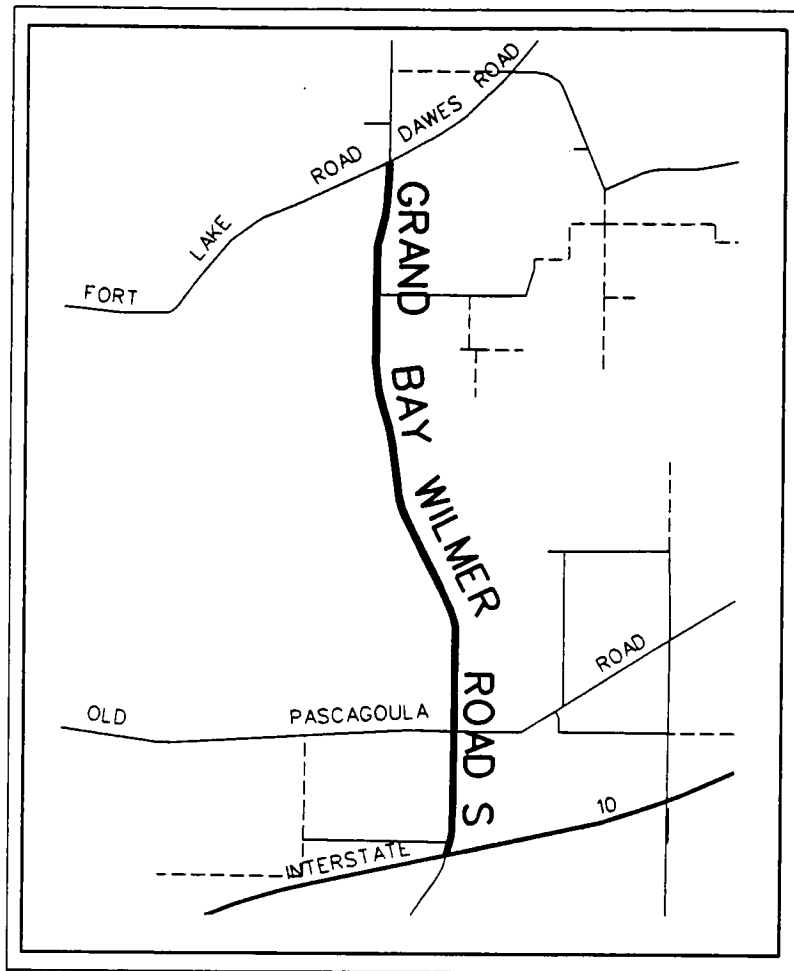 DAWES ROAD
FORT LAKE ROAD
GRAND BAY WILMER ROAD S
OLD PASCAGOULA ROAD
INTERSTATE 10